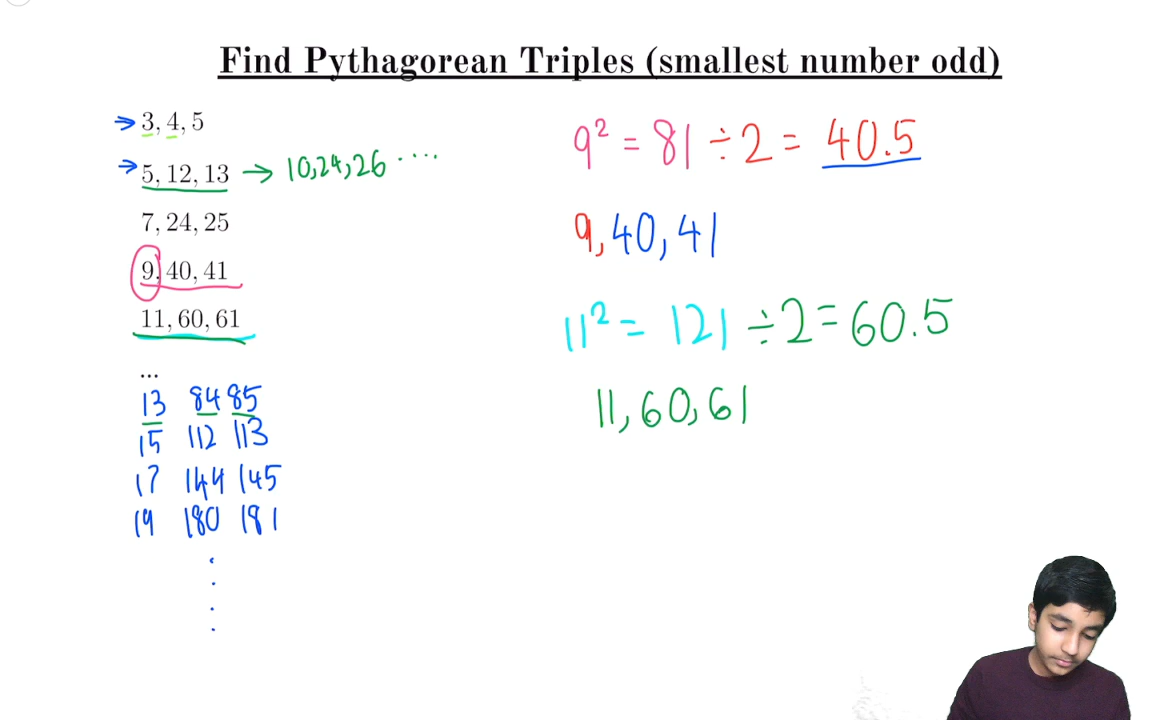 Find Pythagorean Triples (smallest number odd)
3, 4, 5
5, 12, 13 → 10,24,26 ....
7, 24, 25
9, 40, 41
11, 60, 61
...
13 84 85
15 112 113
17 144 145
19 180 181
9² = 81 ÷ 2 = 40.5
9, 40, 41
11² = 121 ÷ 2 = 60.5
11, 60, 61